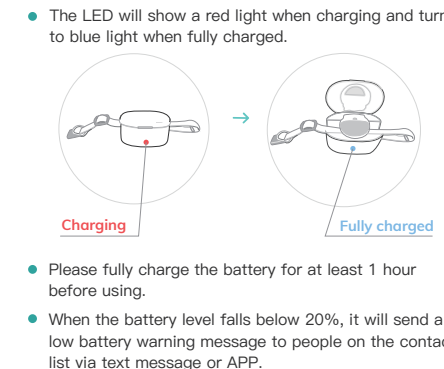 The LED will show a red light when charging and turn
to blue light when fully charged.
Charging
Fully charged
Please fully charge the battery for at least 1 hour
before using.
When the battery level falls below 20%, it will send a
low battery warning message to people on the contac
list via text message or APP.